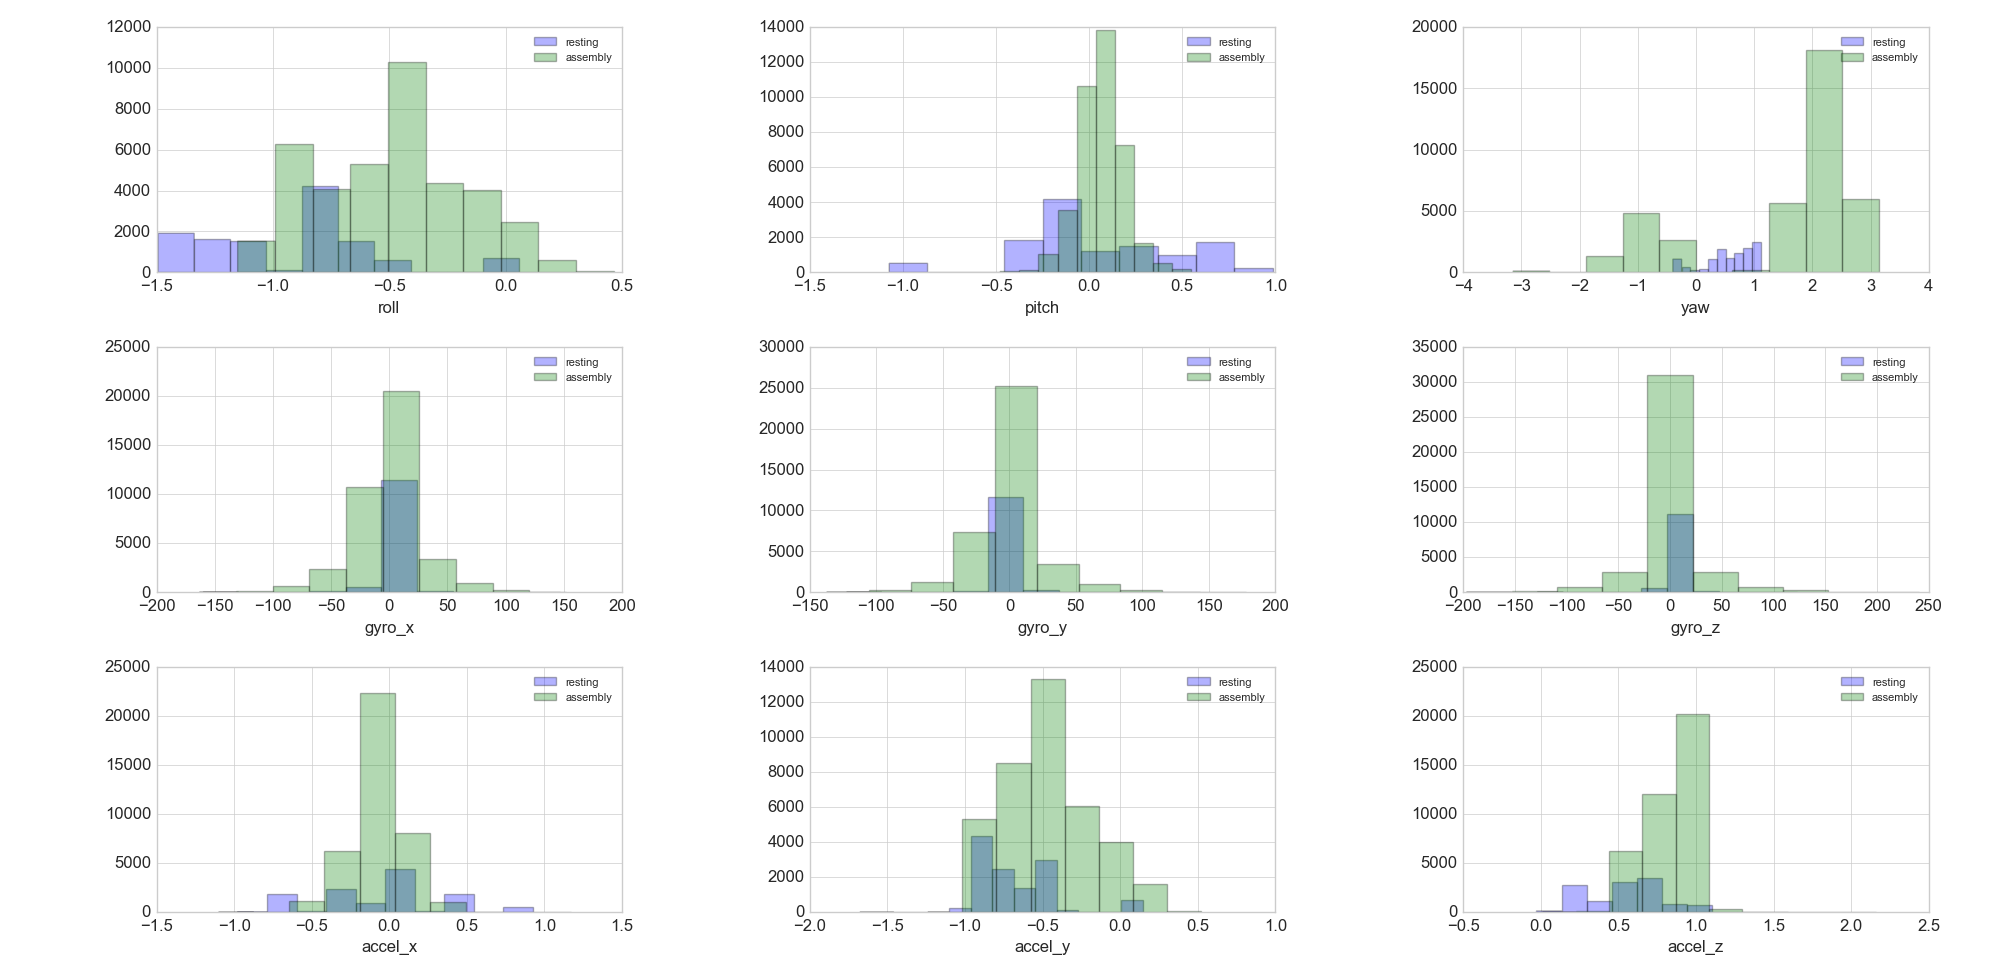 12000
10000
8000
6000
4000
2000
0
−1.5 −1.0 −0.5 0.0 0.5
roll
resting
assembly
14000
12000
10000
8000
6000
4000
2000
0
−1.5 −1.0 −0.5 0.0 0.5 1.0
pitch
resting
assembly
20000
15000
10000
5000
0
−4 −3 −2 −1 0 1 2 3 4
yaw
resting
assembly
25000
20000
15000
10000
5000
0
−200 −150 −100 −50 0 50 100 150 200
gyro_x
resting
assembly
30000
25000
20000
15000
10000
5000
0
−150 −100 −50 0 50 100 150 200
gyro_y
resting
assembly
35000
30000
25000
20000
15000
10000
5000
0
−200 −150 −100 −50 0 50 100 150 200 250
gyro_z
resting
assembly
25000
20000
15000
10000
5000
0
−1.5 −1.0 −0.5 0.0 0.5 1.0 1.5
accel_x
resting
assembly
14000
12000
10000
8000
6000
4000
2000
0
−2.0 −1.5 −1.0 −0.5 0.0 0.5 1.0
accel_y
resting
assembly
25000
20000
15000
10000
5000
0
−0.5 0.0 0.5 1.0 1.5 2.0 2.5
accel_z
resting
assembly